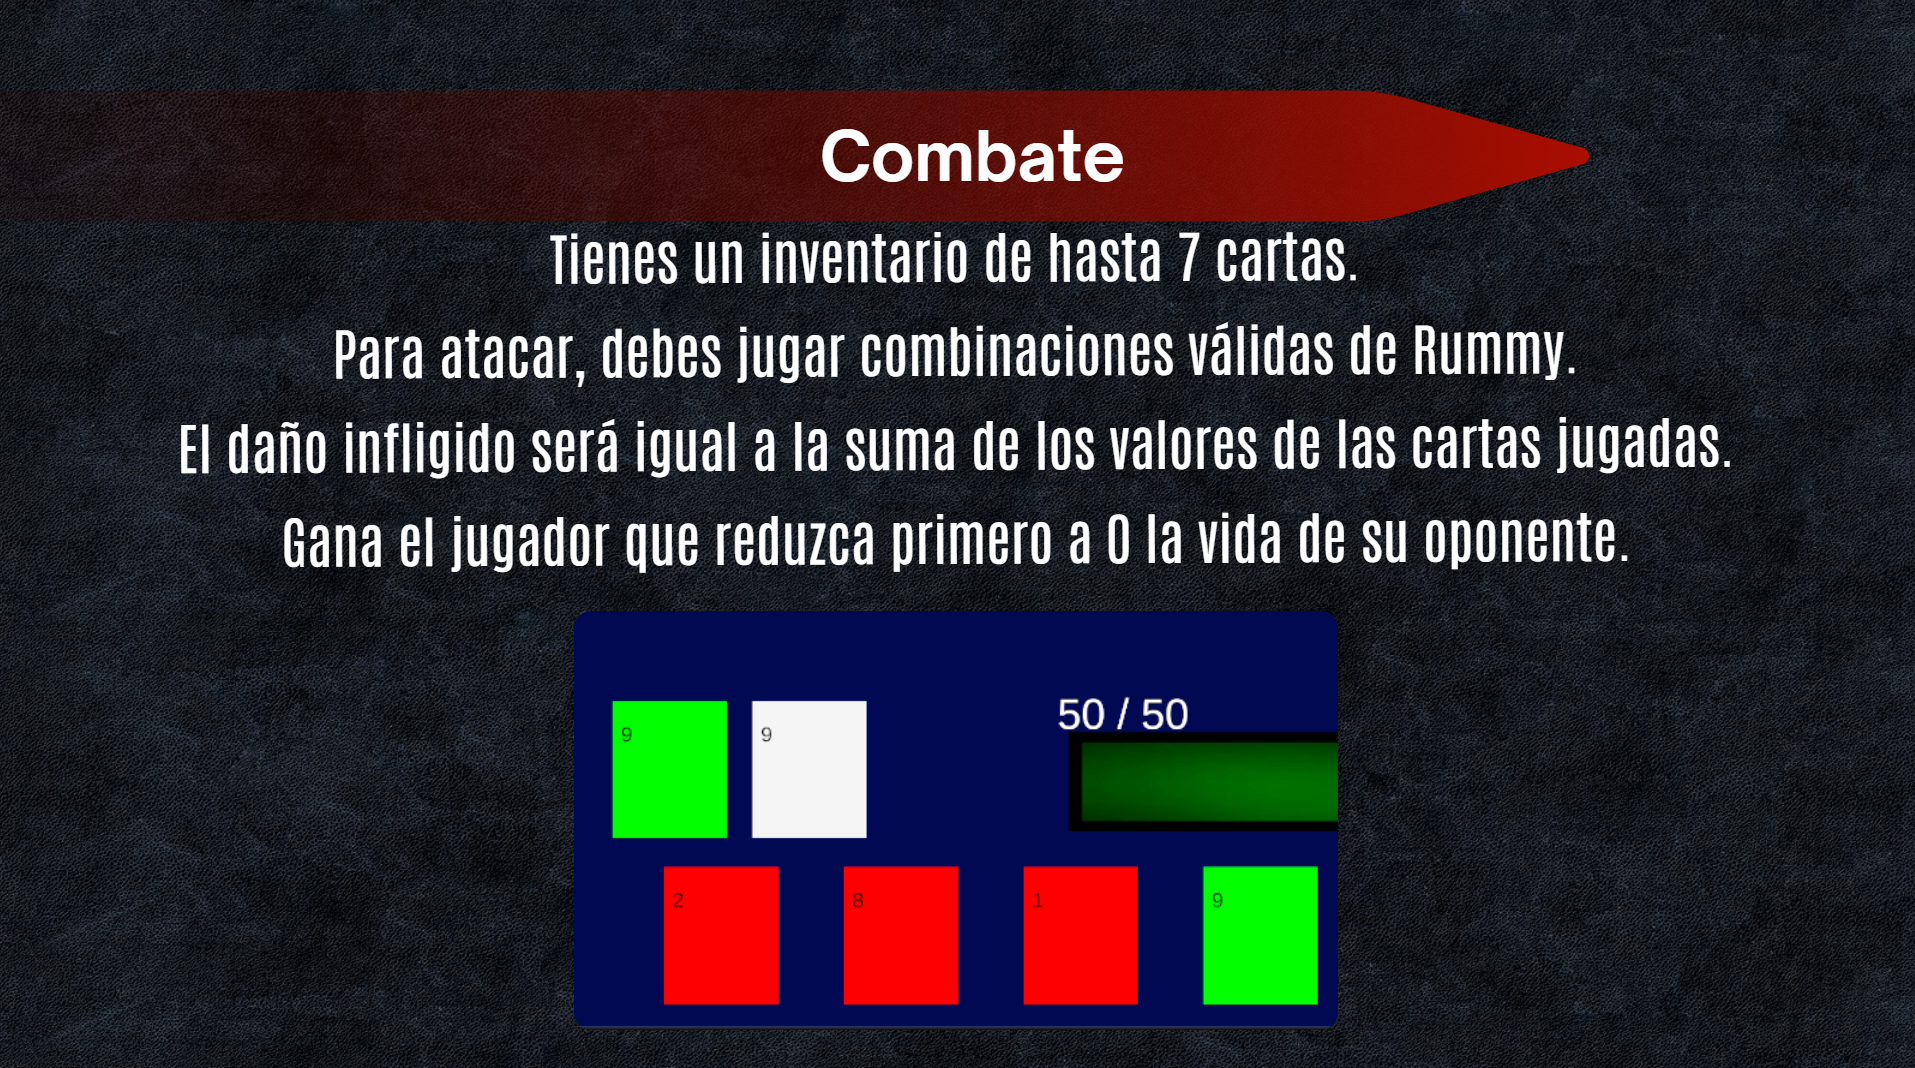 Combate
Tienes un inventario de hasta 7 cartas.
Para atacar, debes jugar combinaciones válidas de Rummy.
El daño infligido será igual a la suma de los valores de las cartas jugadas.
Gana el jugador que reduzca primero a 0 la vida de su oponente.
50 / 50
9 9
2 8 1 9